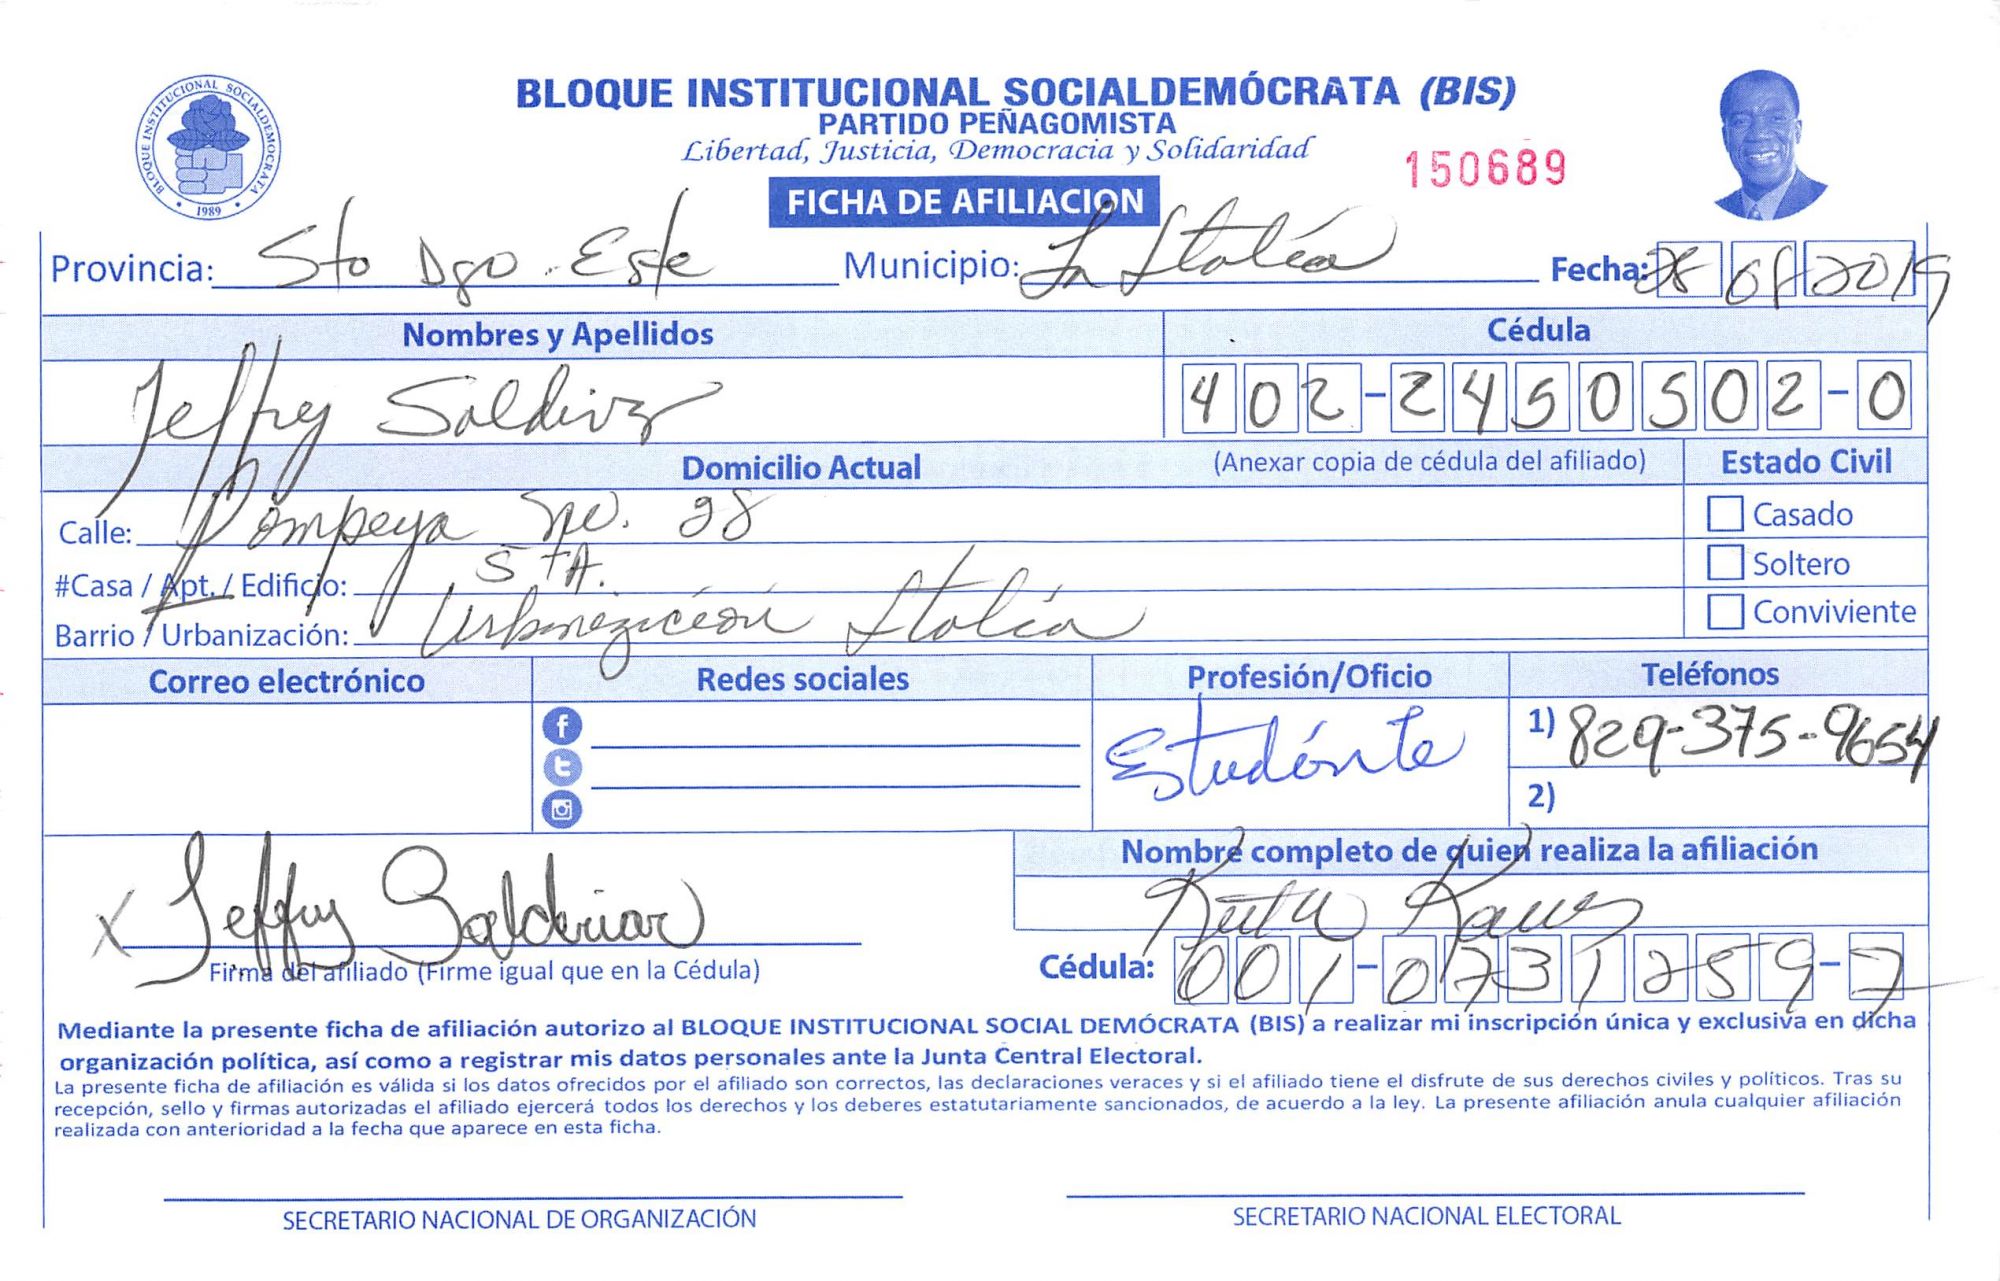 BLOQUE INSTITUCIONAL SOCIALDEMÓCRATA (BIS)
PARTIDO PEÑAGOMISTA
Libertad, Justicia, Democracia y Solidaridad
BLOQUE INSTITUCIONAL SOCIALDEMOCRATA
1989
150689
FICHA DE AFILIACION
Provincia: Sto Dgo. Este Municipio: La Italia Fecha: 28 08 2019
Nombres y Apellidos Cédula
Jeffry Saldivar 402-2450502-0
Domicilio Actual (Anexar copia de cédula del afiliado) Estado Civil
Calle: Pompeya No. 28 Casado
#Casa / Apt. / Edificio: STA. Soltero
Barrio / Urbanización: Urbanización Italia Conviviente
Correo electrónico Redes sociales Profesión/Oficio Teléfonos
Estudiante 1) 829-375-9654
2)
Nombre completo de quien realiza la afiliación
X Jeffry Saldivar Ruth
Firma del afiliado (Firme igual que en la Cédula) Cédula: 001-0731259-7
Mediante la presente ficha de afiliación autorizo al BLOQUE INSTITUCIONAL SOCIAL DEMÓCRATA (BIS) a realizar mi inscripción única y exclusiva en dicha
organización política, así como a registrar mis datos personales ante la Junta Central Electoral.
La presente ficha de afiliación es válida si los datos ofrecidos por el afiliado son correctos, las declaraciones veraces y si el afiliado tiene el disfrute de sus derechos civiles y políticos. Tras su
recepción, sello y firmas autorizadas el afiliado ejercerá todos los derechos y los deberes estatutariamente sancionados, de acuerdo a la ley. La presente afiliación anula cualquier afiliación
realizada con anterioridad a la fecha que aparece en esta ficha.
SECRETARIO NACIONAL DE ORGANIZACIÓN SECRETARIO NACIONAL ELECTORAL